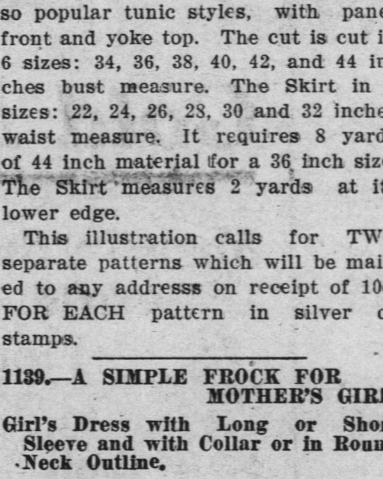 so popular tunic styles, with pane
front and yoke top. The cut is cut i
6 sizes: 34, 36, 38, 40, 42, and 44 in
ches bust measure. The Skirt in
sizes: 22, 24, 26, 28, 30 and 32 inche
waist measure. It requires 8 yard
of 44 inch material for a 36 inch siz
The Skirt measures 2 yards at it
lower edge.
This illustration calls for TW
separate patterns which will be mai
ed to any addresss on receipt of 10
FOR EACH pattern in silver o
stamps.
1139.—A SIMPLE FROCK FOR
MOTHER'S GIRL
Girl's Dress with Long or Shor
Sleeve and with Collar or in Roun
Neck Outline.